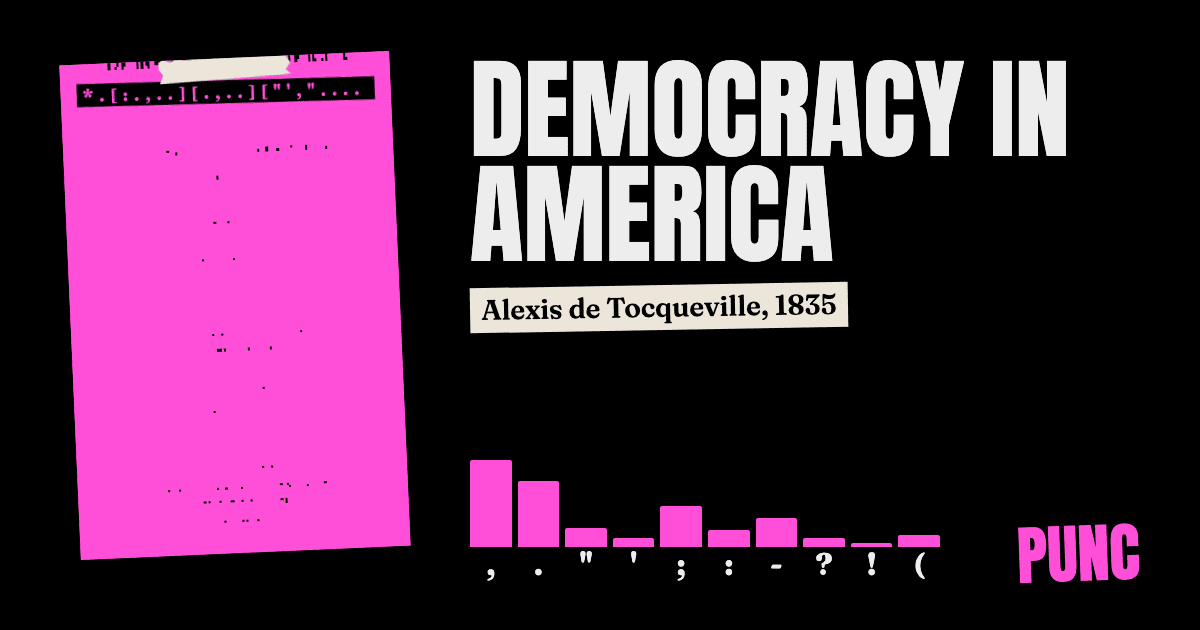 *.[:.,..][.,..]["',"....
DEMOCRACY IN
AMERICA
Alexis de Tocqueville, 1835
, . " ' ; : - ? ! (
PUNC